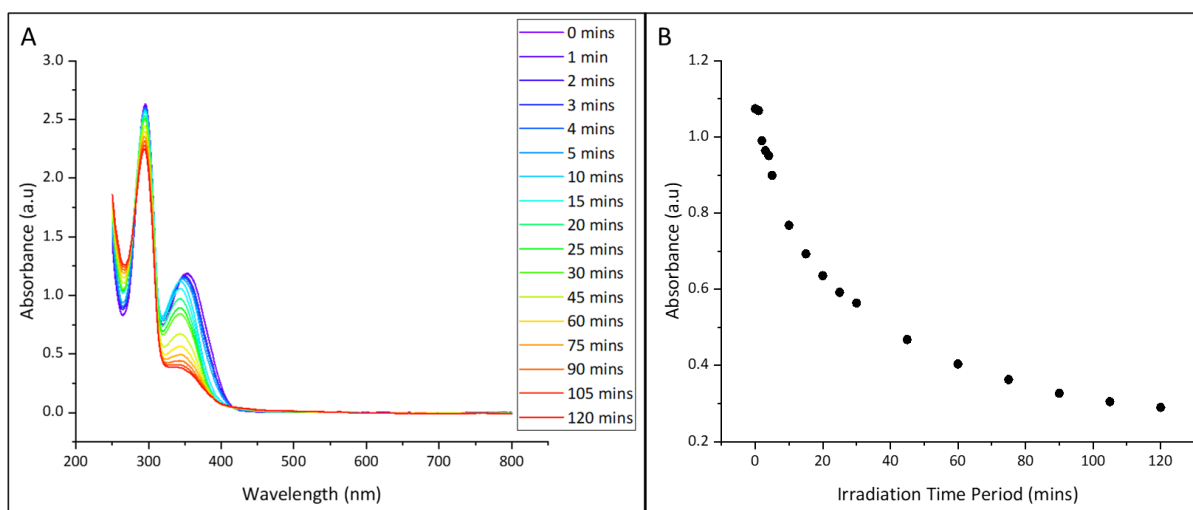 A
3.0
2.5
2.0
1.5
1.0
0.5
0.0
Absorbance (a.u)
200 300 400 500 600 700 800
Wavelength (nm)
0 mins
1 min
2 mins
3 mins
4 mins
5 mins
10 mins
15 mins
20 mins
25 mins
30 mins
45 mins
60 mins
75 mins
90 mins
105 mins
120 mins
B
1.2
1.0
0.8
0.6
0.4
0.2
Absorbance (a.u)
0 20 40 60 80 100 120
Irradiation Time Period (mins)